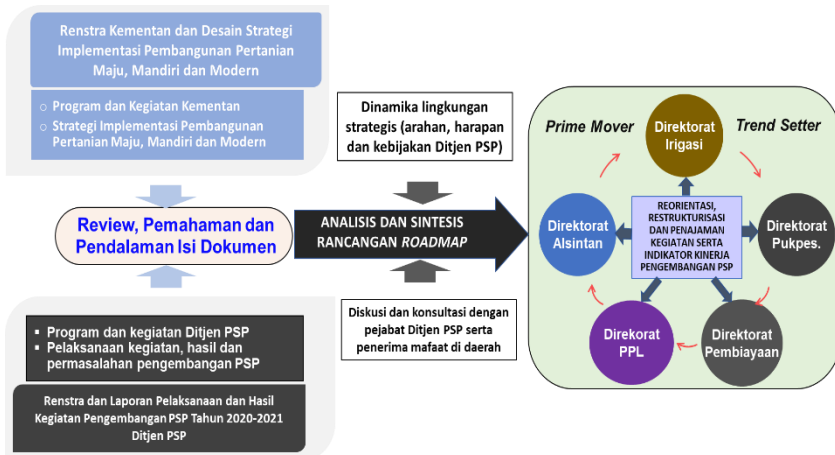 Renstra Kementan dan Desain Strategi
Implementasi Pembangunan Pertanian
Maju, Mandiri dan Modern
○ Program dan Kegiatan Kementan
○ Strategi Implementasi Pembangunan
Pertanian Maju, Mandiri dan Modern
Review, Pemahaman dan
Pendalaman Isi Dokumen
▪ Program dan kegiatan Ditjen PSP
▪ Pelaksanaan kegiatan, hasil dan
permasalahan pengembangan PSP
Renstra dan Laporan Pelaksanaan dan Hasil
Kegiatan Pengembangan PSP Tahun 2020-2021
Ditjen PSP
Dinamika lingkungan
strategis (arahan, harapan
dan kebijakan Ditjen PSP)
ANALISIS DAN SINTESIS
RANCANGAN ROADMAP
Diskusi dan konsultasi dengan
pejabat Ditjen PSP serta
penerima mafaat di daerah
Prime Mover
Trend Setter
Direktorat
Irigasi
Direktorat
Alsintan
REORIENTASI,
RESTRUKTURISASI
DAN PENAJAMAN
KEGIATAN SERTA
INDIKATOR KINERJA
PENGEMBANGAN PSP
Direktorat
Pukpes.
Direkorat
PPL
Direktorat
Pembiayaan